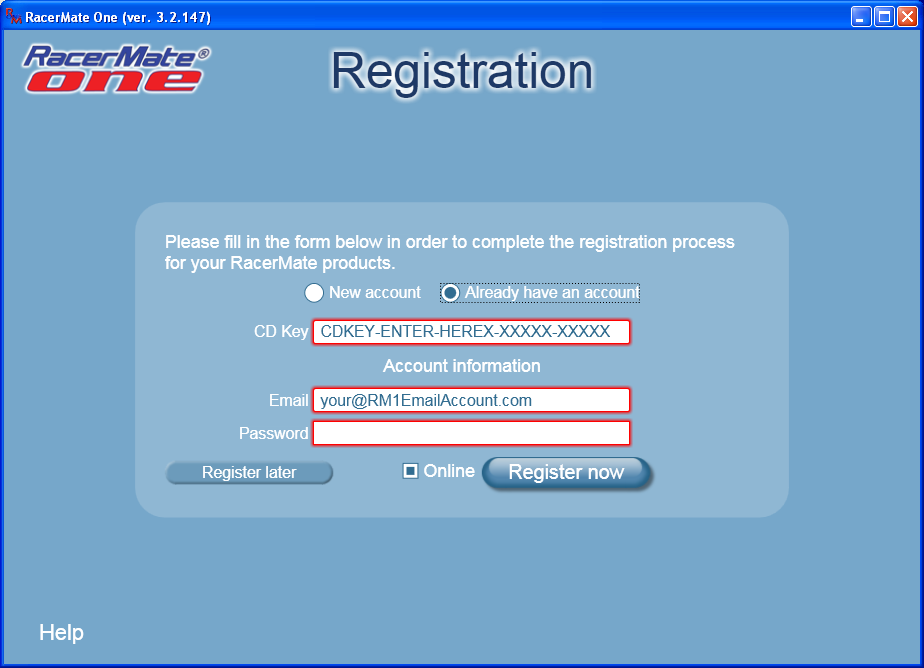 RM RacerMate One (ver. 3.2.147)
RacerMate®
one
Registration
Please fill in the form below in order to complete the registration process
for your RacerMate products.
New account Already have an account
CD Key CDKEY-ENTER-HEREX-XXXXX-XXXXX
Account information
Email your@RM1EmailAccount.com
Password
Register later Online Register now
Help